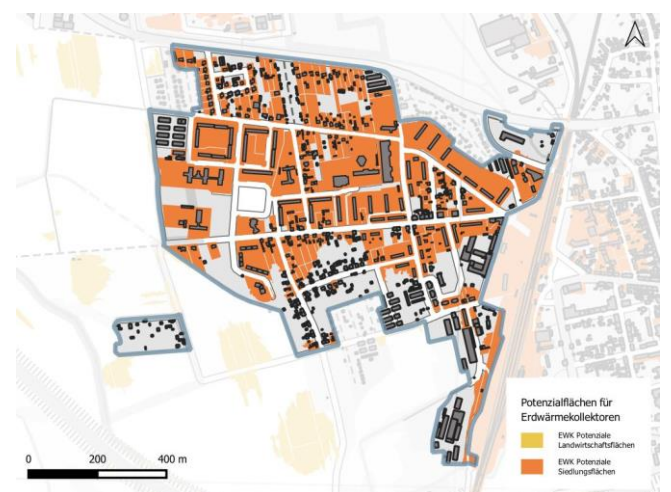 Potenzialflächen für
Erdwärmekollektoren
EWK Potenziale
Landwirtschaftsflächen
EWK Potenziale
Siedlungsflächen
0 200 400 m